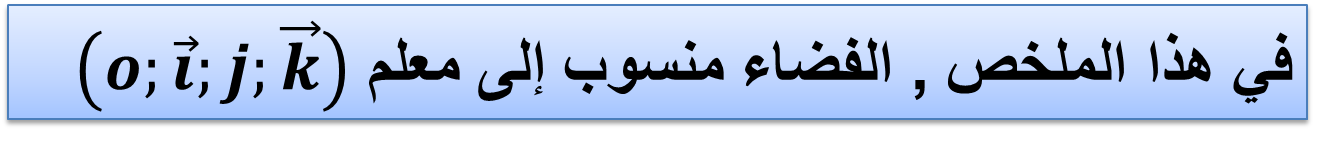 في هذا الملخص , الفضاء منسوب إلى معلم (o; i⃗; j; k⃗)